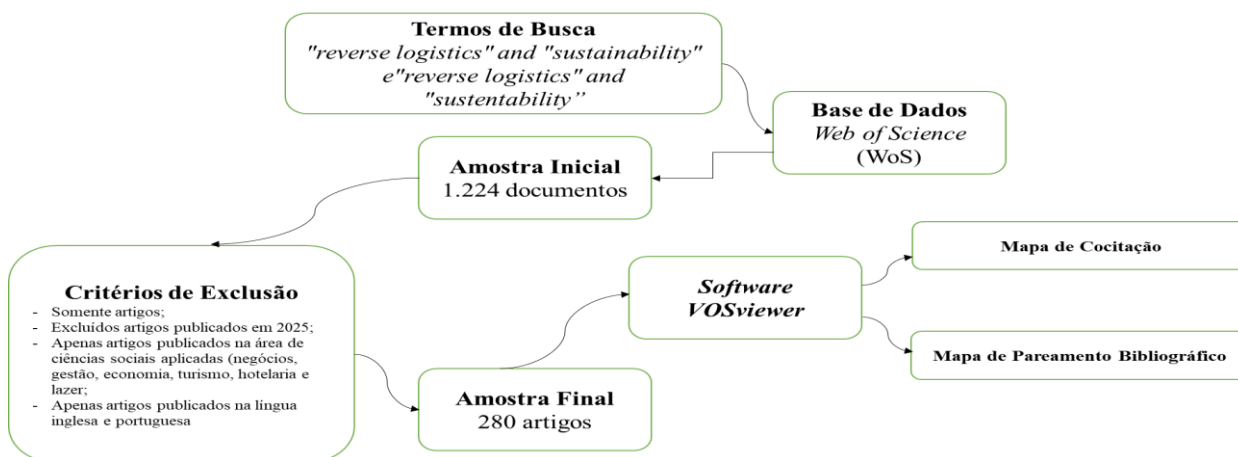 Termos de Busca
"reverse logistics" and "sustainability"
e"reverse logistics" and
"sustentability”
Base de Dados
Web of Science
(WoS)
Amostra Inicial
1.224 documentos
Critérios de Exclusão
- Somente artigos;
- Excluídos artigos publicados em 2025;
- Apenas artigos publicados na área de
ciências sociais aplicadas (negócios,
gestão, economia, turismo, hotelaria e
lazer;
- Apenas artigos publicados na língua
inglesa e portuguesa
Amostra Final
280 artigos
Software
VOSviewer
Mapa de Cocitação
Mapa de Pareamento Bibliográfico